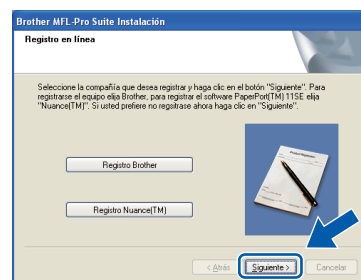 Brother MFL-Pro Suite Instalación
Registro en línea
Seleccione la compañía que desea registrar y haga clic en el botón "Siguiente". Para
registrarse el equipo elija Brother, para registrar el software PaperPort(TM) 11SE elija
"Nuance(TM)". Si usted prefiere no registrase ahora haga clic en "Siguiente".
Registro Brother
Registro Nuance(TM)
< Atrás
Siguiente >
Cancelar